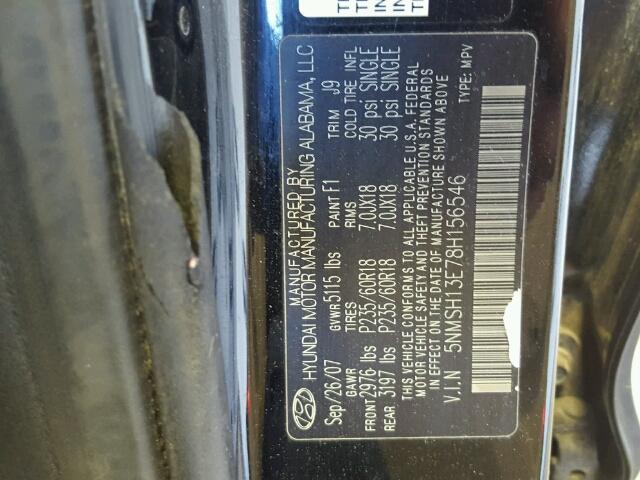 MANUFACTURED BY
HYUNDAI MOTOR MANUFACTURING ALABAMA, LLC
Sep/26/07 GVWR 5115 lbs PAINT F1 TRIM J9
GAWR TIRES RIMS COLD TIRE INFL
FRONT 2976 lbs P235/60R18 7.0JX18 30 psi SINGLE
REAR 3197 lbs P235/60R18 7.0JX18 30 psi SINGLE
THIS VEHICLE CONFORMS TO ALL APPLICABLE U.S.A. FEDERAL
MOTOR VEHICLE SAFETY AND THEFT PREVENTION STANDARDS IN
EFFECT ON THE DATE OF MANUFACTURE SHOWN ABOVE
V.I.N 5NMSH13E78H156546 TYPE: MPV